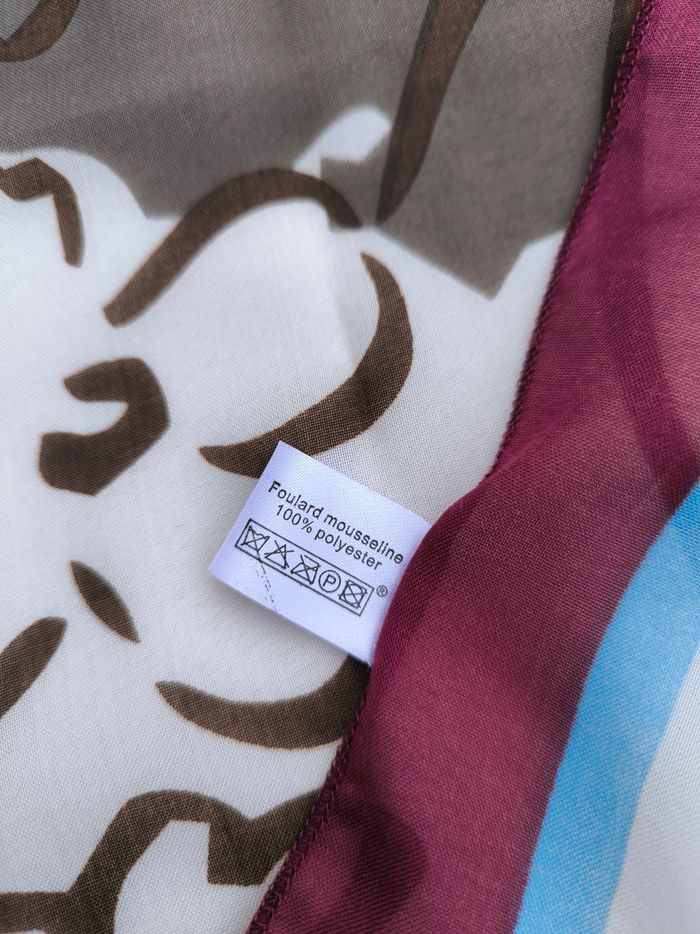 Foulard mousseline
100% polyester
P ®